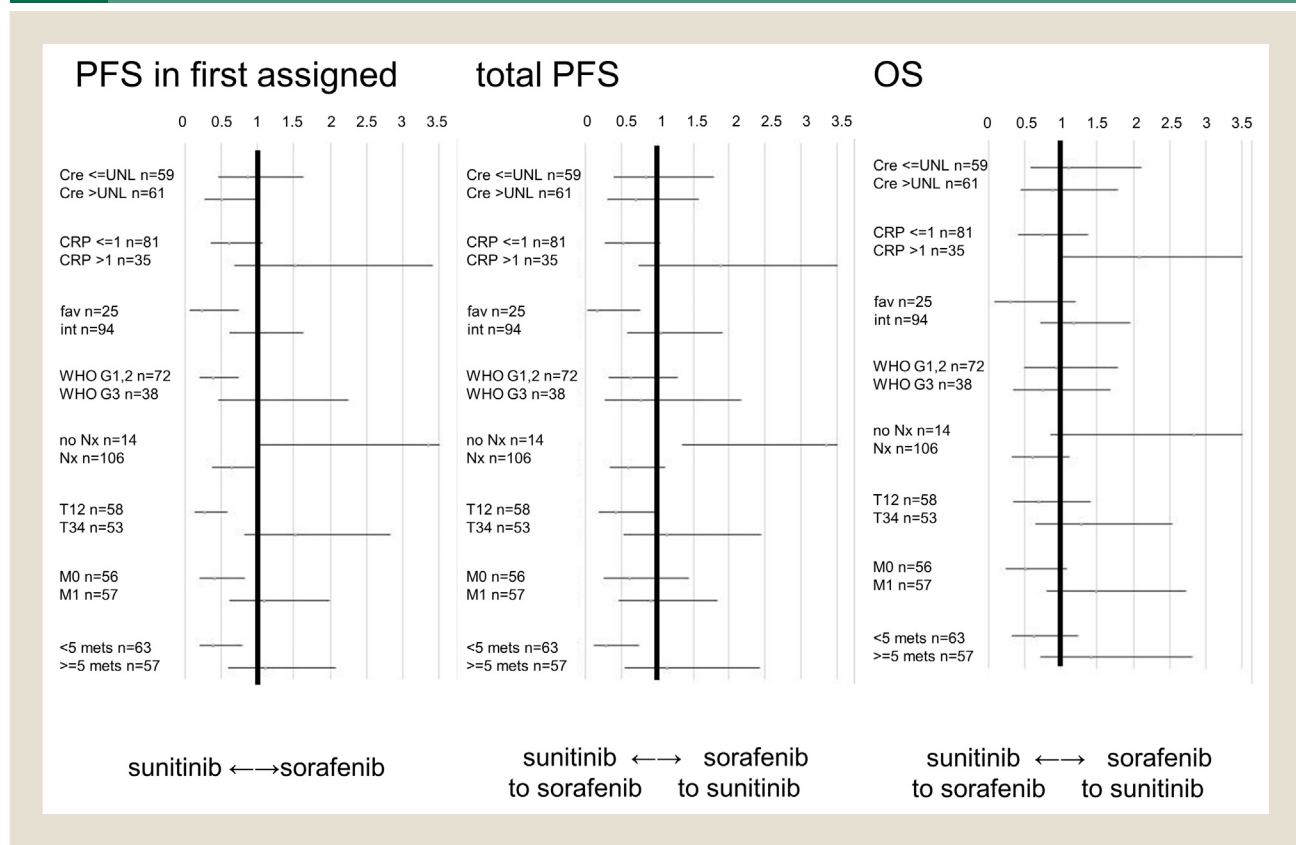 PFS in first assigned
0 0.5 1 1.5 2 2.5 3 3.5
Cre <=UNL n=59
Cre >UNL n=61
CRP <=1 n=81
CRP >1 n=35
fav n=25
int n=94
WHO G1,2 n=72
WHO G3 n=38
no Nx n=14
Nx n=106
T12 n=58
T34 n=53
M0 n=56
M1 n=57
<5 mets n=63
>=5 mets n=57
sunitinib ←→sorafenib
total PFS
0 0.5 1 1.5 2 2.5 3 3.5
Cre <=UNL n=59
Cre >UNL n=61
CRP <=1 n=81
CRP >1 n=35
fav n=25
int n=94
WHO G1,2 n=72
WHO G3 n=38
no Nx n=14
Nx n=106
T12 n=58
T34 n=53
M0 n=56
M1 n=57
<5 mets n=63
>=5 mets n=57
sunitinib ←→ sorafenib
to sorafenib to sunitinib
OS
0 0.5 1 1.5 2 2.5 3 3.5
Cre <=UNL n=59
Cre >UNL n=61
CRP <=1 n=81
CRP >1 n=35
fav n=25
int n=94
WHO G1,2 n=72
WHO G3 n=38
no Nx n=14
Nx n=106
T12 n=58
T34 n=53
M0 n=56
M1 n=57
<5 mets n=63
>=5 mets n=57
sunitinib ←→ sorafenib
to sorafenib to sunitinib